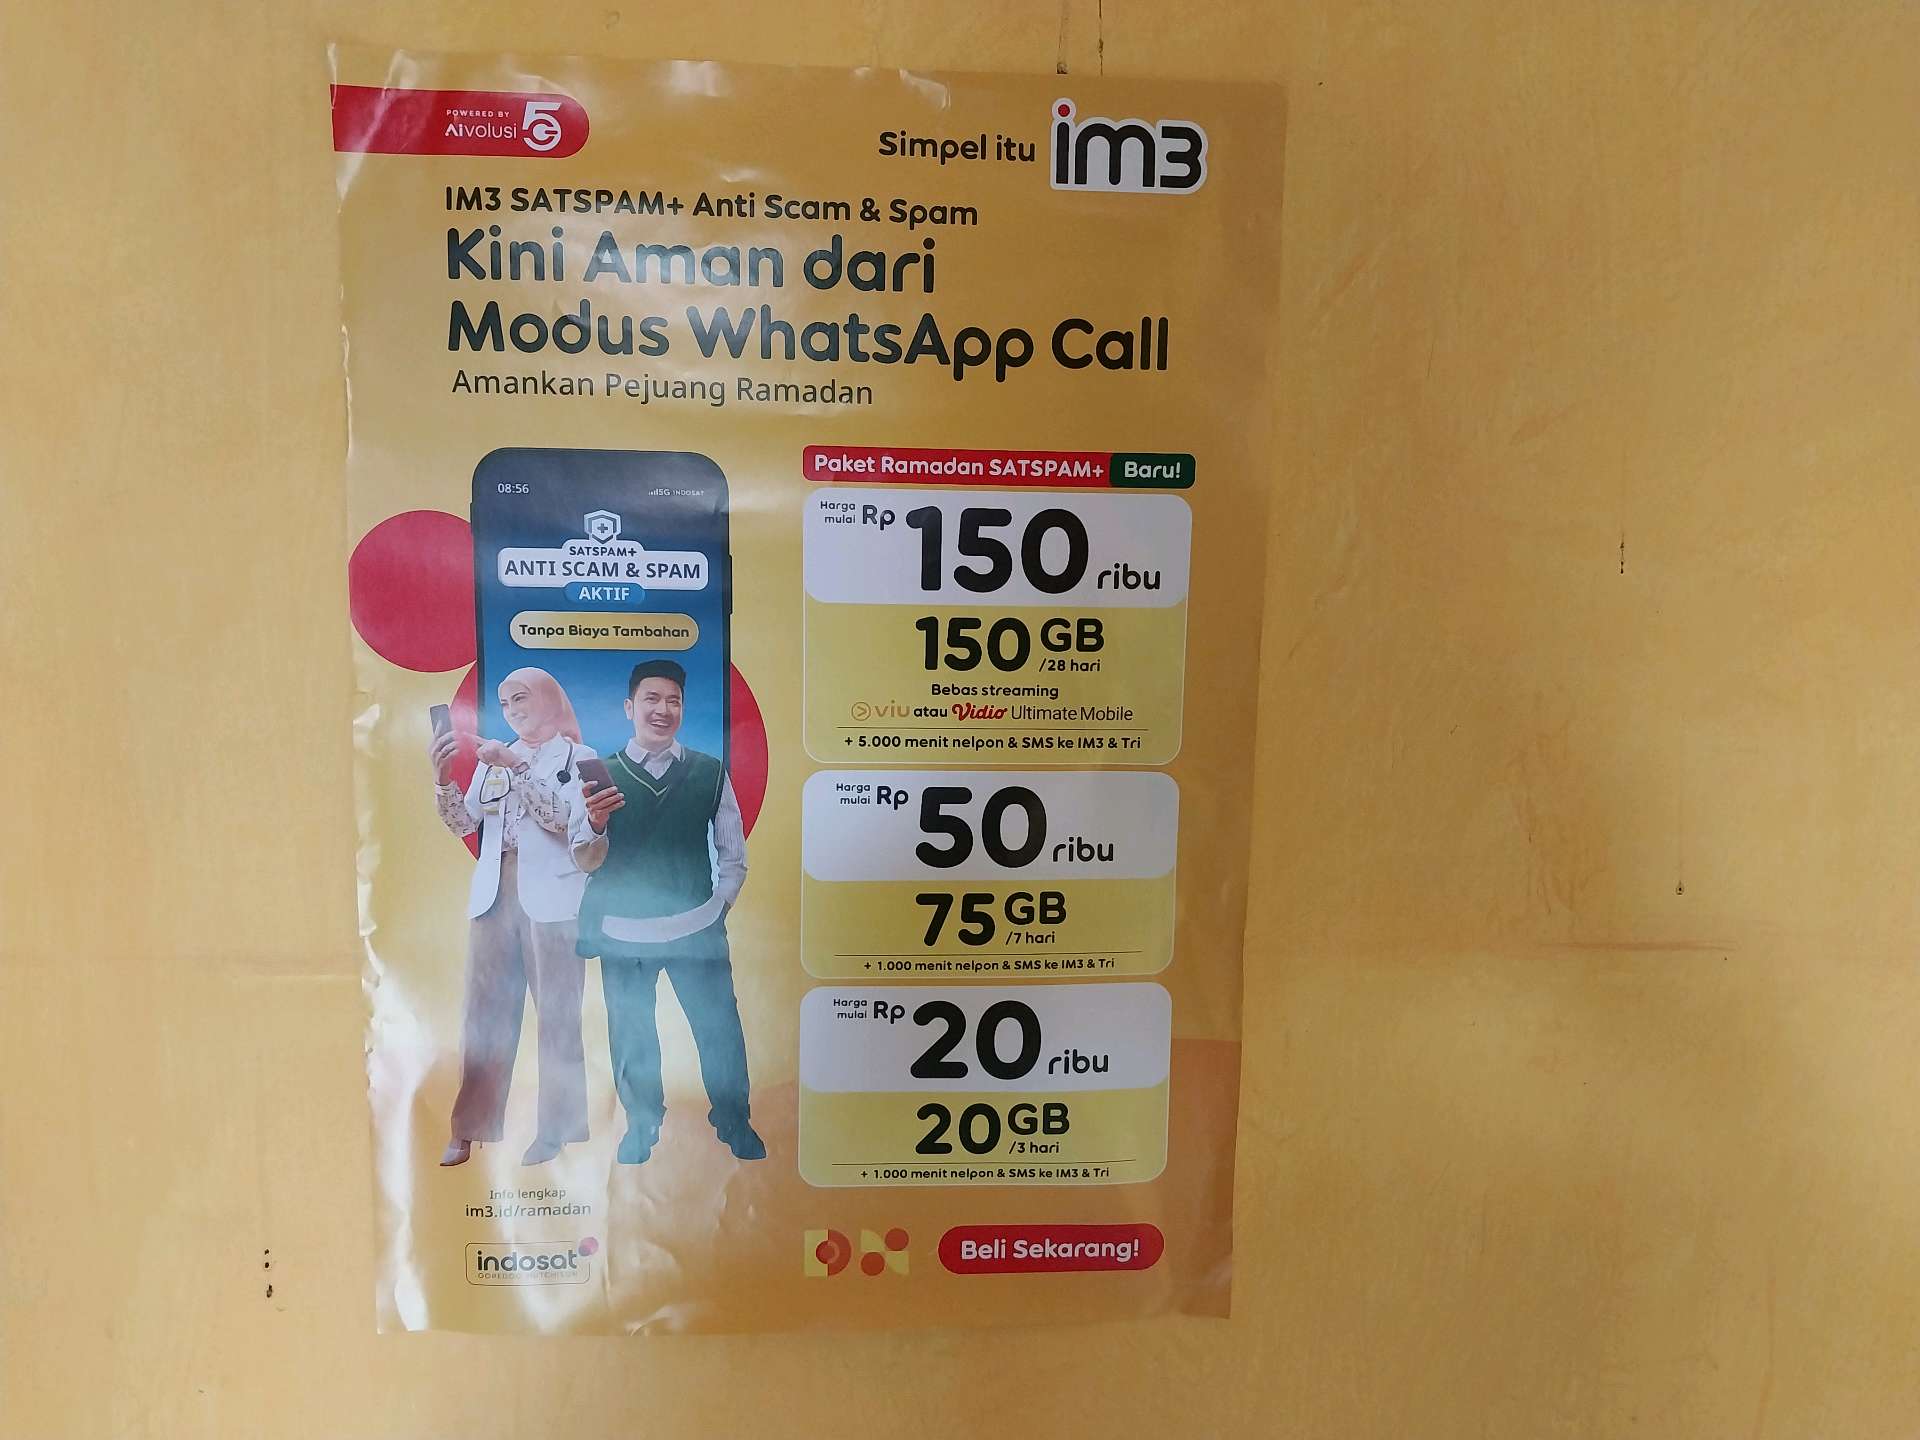 POWERED BY
AIvolusi 5G
Simpel itu im3
IM3 SATSPAM+ Anti Scam & Spam
Kini Aman dari
Modus WhatsApp Call
Amankan Pejuang Ramadan
08:56
5G INDOSAT
SATSPAM+
ANTI SCAM & SPAM
AKTIF
Tanpa Biaya Tambahan
Paket Ramadan SATSPAM+ Baru!
Harga mulai Rp 150 ribu
150 GB /28 hari
Bebas streaming
viu atau Vidio Ultimate Mobile
+ 5.000 menit nelpon & SMS ke IM3 & Tri
Harga mulai Rp 50 ribu
75 GB /7 hari
+ 1.000 menit nelpon & SMS ke IM3 & Tri
Harga mulai Rp 20 ribu
20 GB /3 hari
+ 1.000 menit nelpon & SMS ke IM3 & Tri
Info lengkap
im3.id/ramadan
indosat
OOREDOO HUTCHISON
Beli Sekarang!